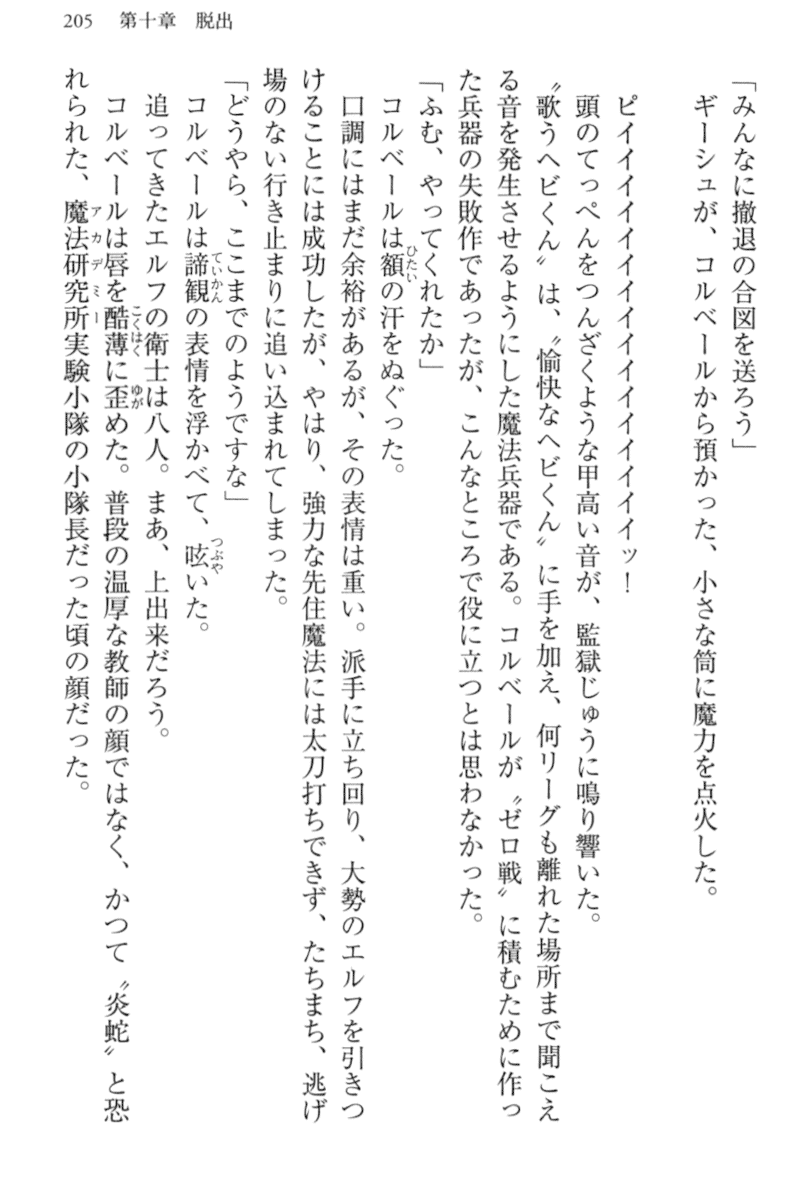 205　第十章　脱出
「みんなに撤退の合図を送ろう」
　ギーシュが、コルベールから預かった、小さな筒に魔力を点火した。
　ピイイイイイイイイイイイイイイイイッ！
　頭のてっぺんをつんざくような甲高い音が、監獄じゅうに鳴り響いた。
　〝歌うヘビくん〟は、〝愉快なヘビくん〟に手を加え、何リーグも離れた場所まで聞こえ
る音を発生させるようにした魔法兵器である。コルベールが〝ゼロ戦〟に積むために作っ
た兵器の失敗作であったが、こんなところで役に立つとは思わなかった。
「ふむ、やってくれたか」
　コルベールは額の汗をぬぐった。
　口調にはまだ余裕があるが、その表情は重い。派手に立ち回り、大勢のエルフを引きつ
けることには成功したが、やはり、強力な先住魔法には太刀打ちできず、たちまち、逃げ
場のない行き止まりに追い込まれてしまった。
「どうやら、ここまでのようですな」
　コルベールは諦観の表情を浮かべて、呟いた。
　追ってきたエルフの衛士は八人。まあ、上出来だろう。
　コルベールは唇を酷薄に歪めた。普段の温厚な教師の顔ではなく、かつて〝炎蛇〟と恐
れられた、魔法研究所実験小隊の小隊長だった頃の顔だった。